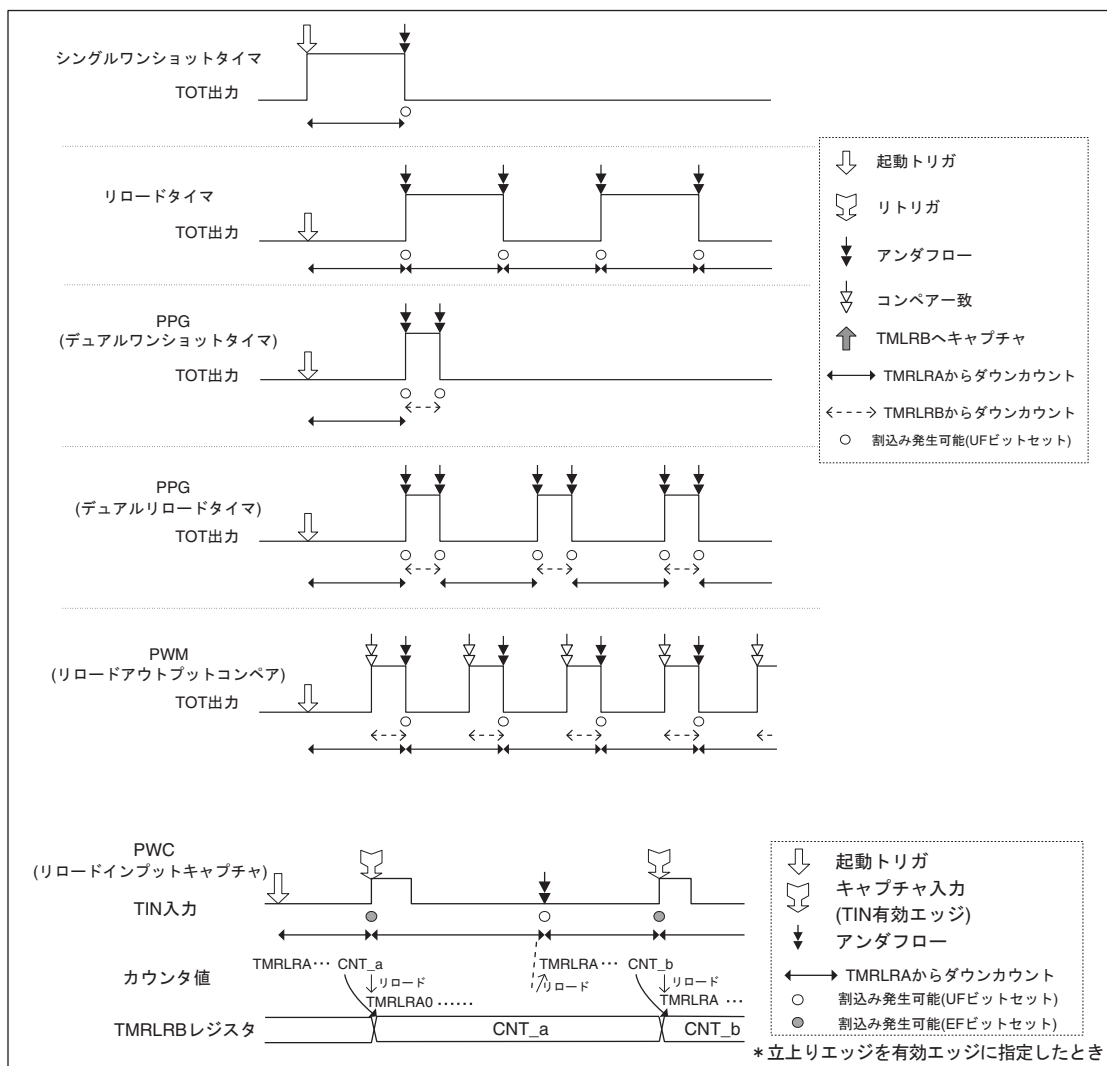 シングルワンショットタイマ
TOT出力
リロードタイマ
TOT出力
PPG
(デュアルワンショットタイマ)
TOT出力
PPG
(デュアルリロードタイマ)
TOT出力
PWM
(リロードアウトプットコンペア)
TOT出力
起動トリガ
リトリガ
アンダフロー
コンペア一致
TMLRBへキャプチャ
TMRLRAからダウンカウント
TMRLRBからダウンカウント
割込み発生可能(UFビットセット)
PWC
(リロードインプットキャプチャ)
TIN入力
カウンタ値
TMRLRA… CNT_a
リロード
TMRLRA0 ……
リロード
TMRLRA… CNT_b
リロード
TMRLRA …
TMRLRBレジスタ
CNT_a
CNT_b
起動トリガ
キャプチャ入力
(TIN有効エッジ)
アンダフロー
TMRLRAからダウンカウント
割込み発生可能(UFビットセット)
割込み発生可能(EFビットセット)
*立上りエッジを有効エッジに指定したとき